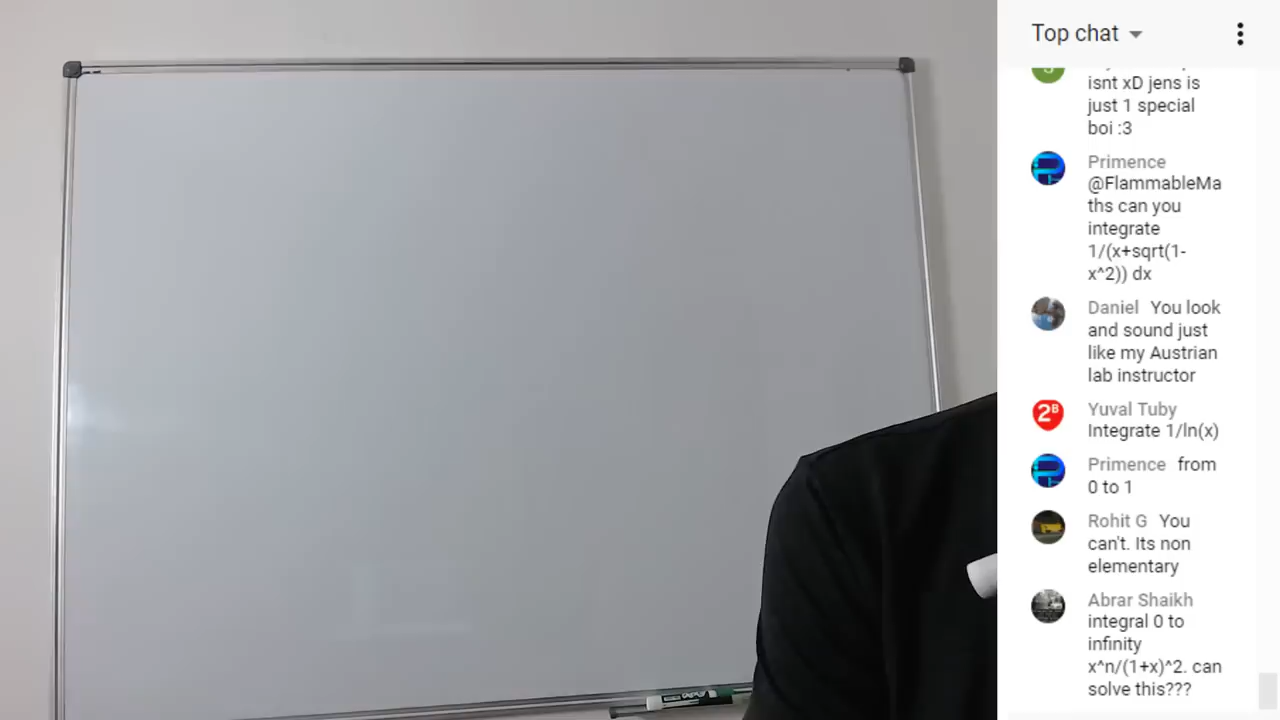 Top chat
isnt xD jens is
just 1 special
boi :3
Primence
@FlammableMa
ths can you
integrate
1/(x+sqrt(1-
x^2)) dx
Daniel You look
and sound just
like my Austrian
lab instructor
2B
Yuval Tuby
Integrate 1/ln(x)
Primence from
0 to 1
Rohit G You
can't. Its non
elementary
Abrar Shaikh
integral 0 to
infinity
x^n/(1+x)^2. can
solve this???
EXPO